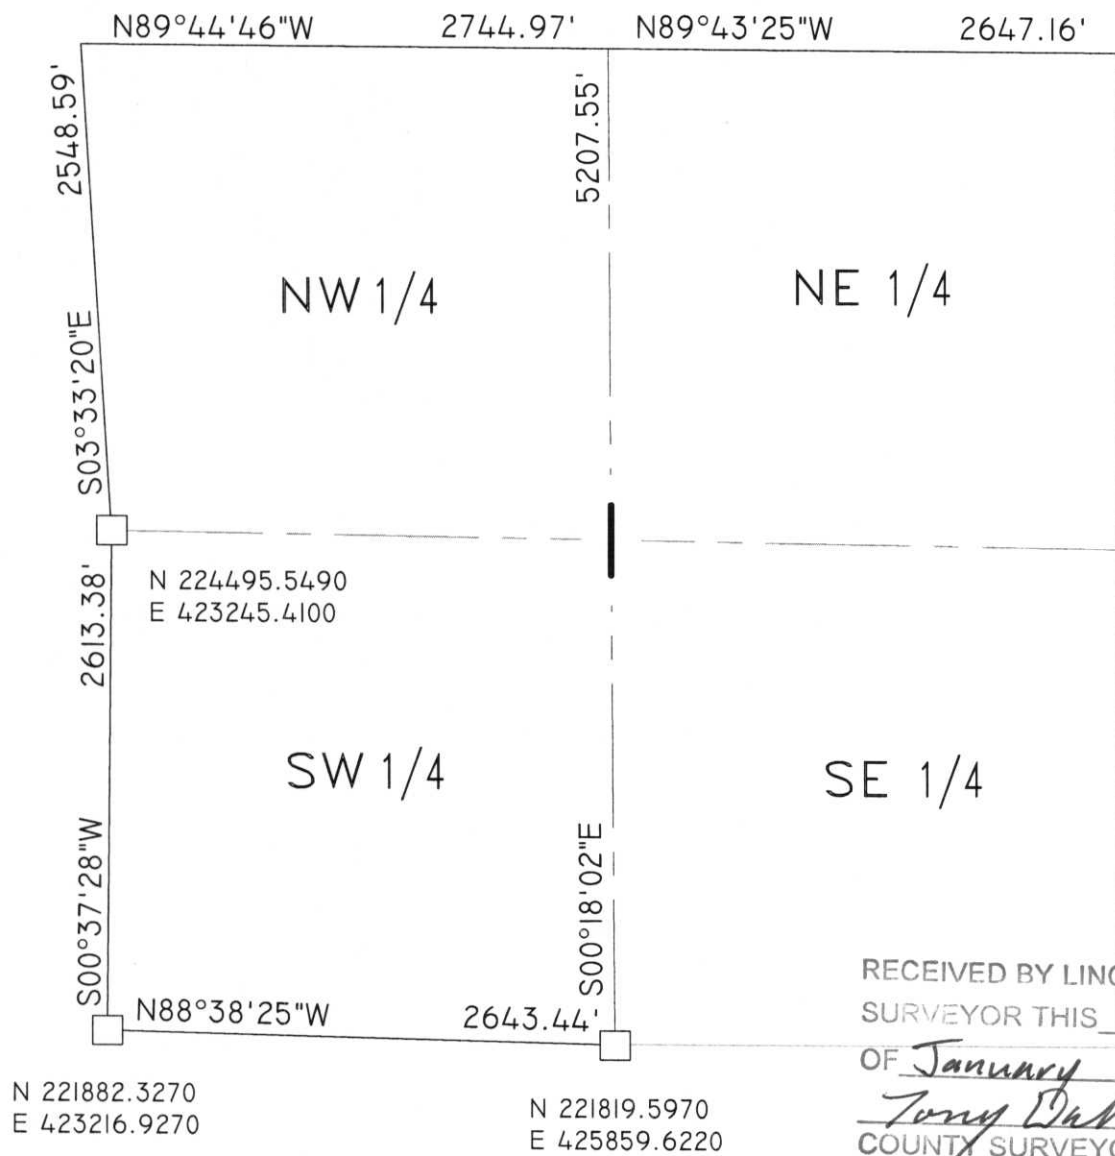 N89°44'46"W 2744.97' N89°43'25"W 2647.16'
2548.59'
5207.55'
NW 1/4
NE 1/4
S03°33'20"E
N 224495.5490
E 423245.4100
2613.38'
SW 1/4
SE 1/4
S00°37'28"W
S00°18'02"E
N88°38'25"W 2643.44'
N 221882.3270
E 423216.9270
N 221819.5970
E 425859.6220
RECEIVED BY LINC
SURVEYOR THIS
OF January
Tony
COUNTY SURVEYO